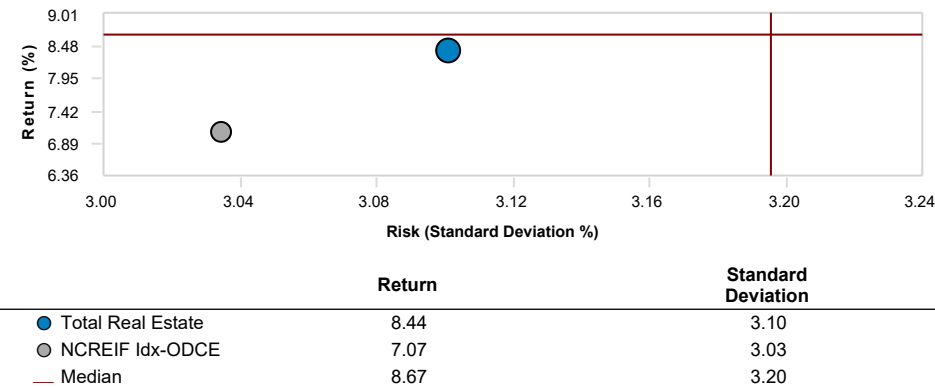 9.01
8.48
7.95
7.42
6.89
6.36
Return (%)
3.00 3.04 3.08 3.12 3.16 3.20 3.24
Risk (Standard Deviation %)
Return Standard Deviation
Total Real Estate 8.44 3.10
NCREIF Idx-ODCE 7.07 3.03
Median 8.67 3.20